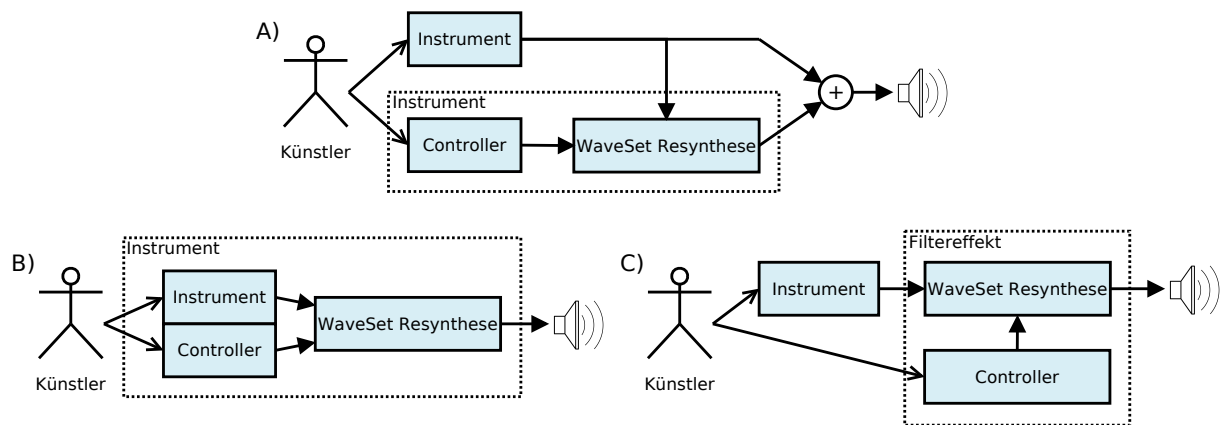 A)
Instrument
Instrument
Controller
WaveSet Resynthese
+
Künstler
B)
Instrument
Instrument
Controller
WaveSet Resynthese
Künstler
C)
Filtereffekt
Instrument
WaveSet Resynthese
Controller
Künstler